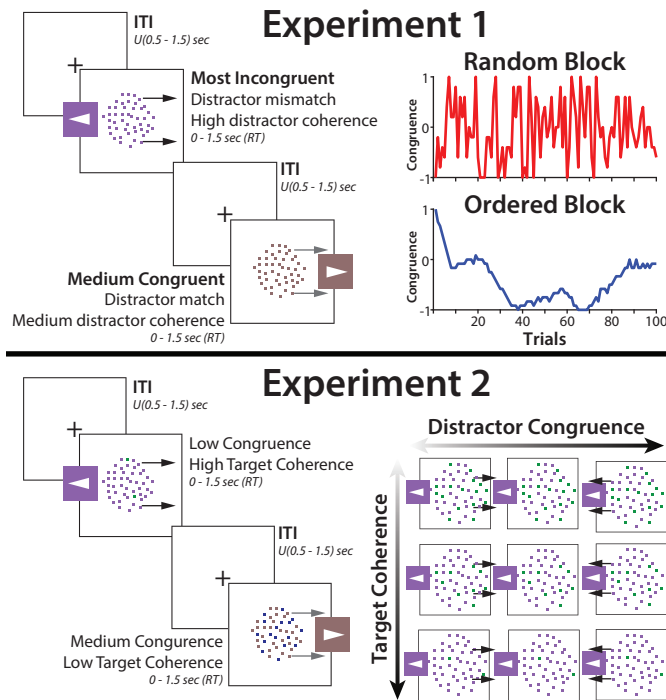 Experiment 1
ITI
U(0.5 - 1.5) sec
+
Most Incongruent
Distractor mismatch
High distractor coherence
0 - 1.5 sec (RT)
ITI
U(0.5 - 1.5) sec
+
Medium Congruent
Distractor match
Medium distractor coherence
0 - 1.5 sec (RT)
Random Block
Congruence
1
0
-1
Ordered Block
Congruence
1
0
-1
20 40 60 80 100
Trials
Experiment 2
ITI
U(0.5 - 1.5) sec
+
Low Congruence
High Target Coherence
0 - 1.5 sec (RT)
ITI
U(0.5 - 1.5) sec
+
Medium Congurence
Low Target Coherence
0 - 1.5 sec (RT)
Distractor Congruence
Target Coherence